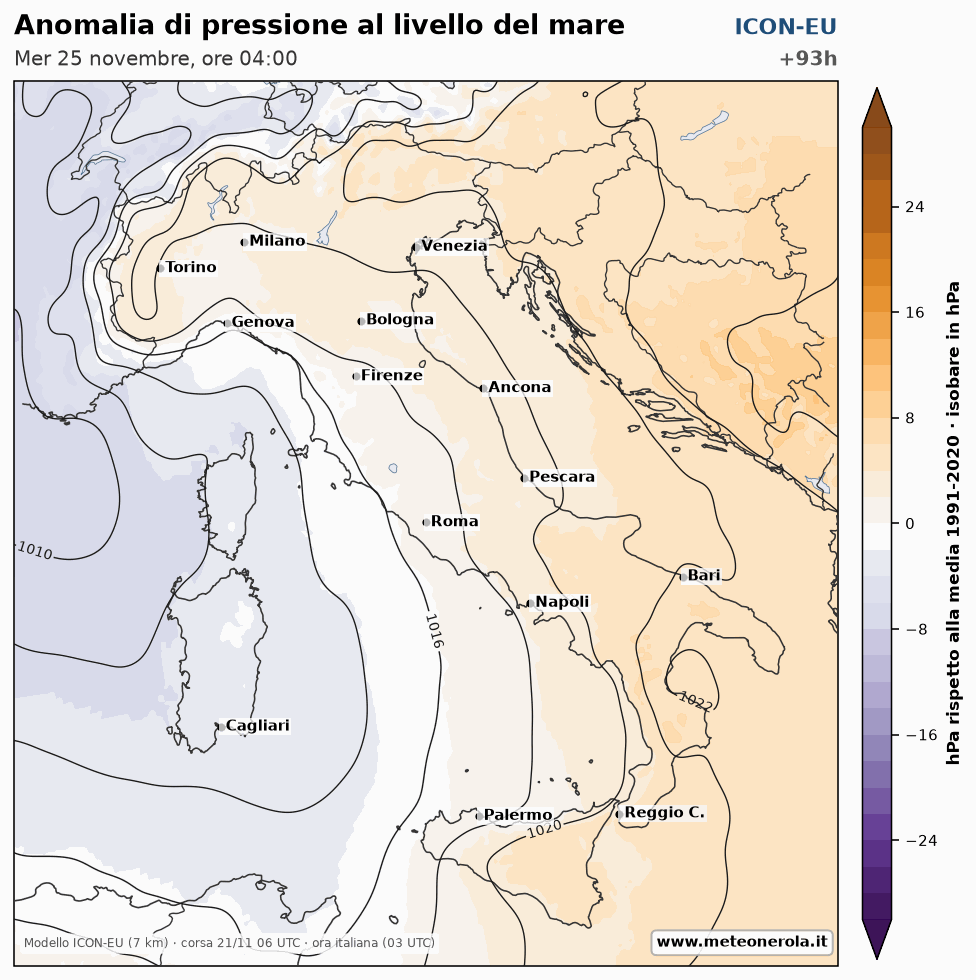 Anomalia di pressione al livello del mare
ICON-EU
Mer 25 novembre, ore 04:00
+93h
Milano
Venezia
Torino
Genova
Bologna
Firenze
Ancona
Pescara
Roma
1010
Bari
Napoli
1016
1022
Cagliari
Palermo
Reggio C.
1020
24
16
8
0
−8
−16
−24
hPa rispetto alla media 1991-2020 · isobare in hPa
Modello ICON-EU (7 km) · corsa 21/11 06 UTC · ora italiana (03 UTC)
www.meteonerola.it